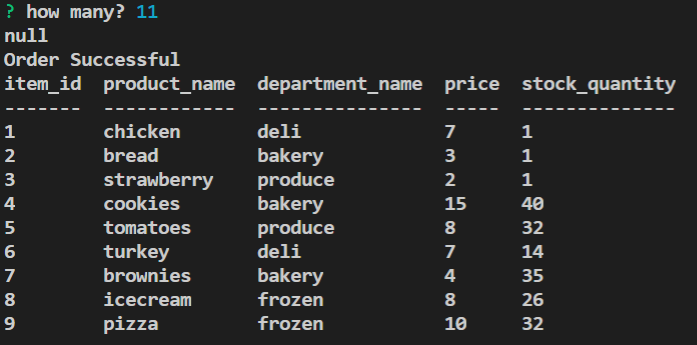 ? how many? 11
null
Order Successful
item_id  product_name  department_name  price  stock_quantity
-------  ------------  ---------------  -----  --------------
1        chicken       deli             7      1
2        bread         bakery           3      1
3        strawberry    produce          2      1
4        cookies       bakery           15     40
5        tomatoes      produce          8      32
6        turkey        deli             7      14
7        brownies      bakery           4      35
8        icecream      frozen           8      26
9        pizza         frozen           10     32